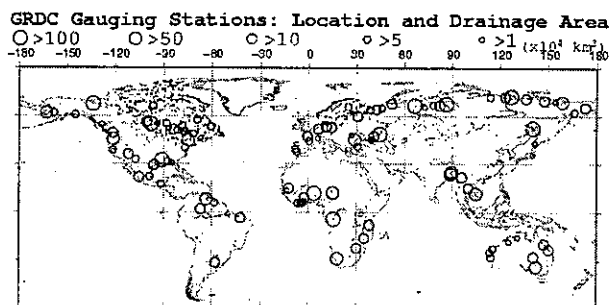 GRDC Gauging Stations: Location and Drainage Area
>100 >50 >10 >5 >1 (x10⁴ km²)
-180 -150 -120 -90 -60 -30 0 30 60 90 120 150 180